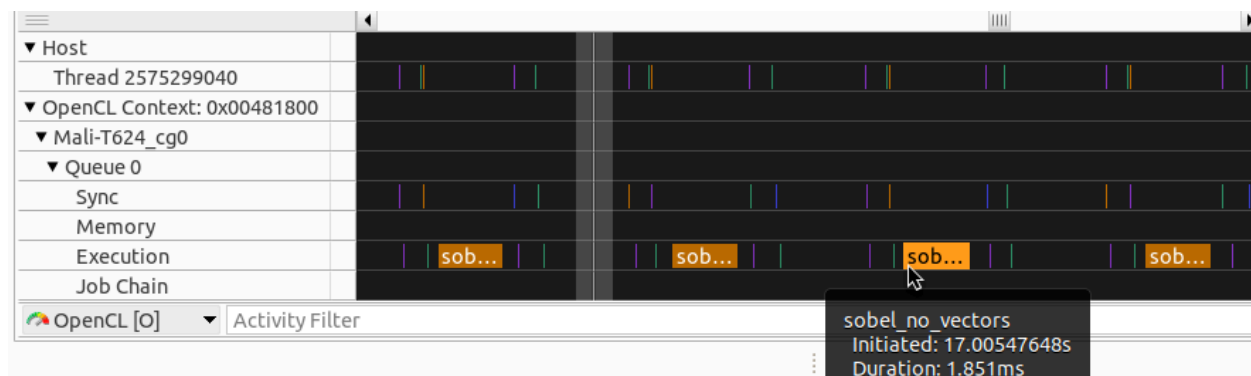 ▼ Host
Thread 2575299040
▼ OpenCL Context: 0x00481800
▼ Mali-T624_cg0
▼ Queue 0
Sync
Memory
Execution
sob... sob... sob... sob...
Job Chain
OpenCL [O] ▼ Activity Filter
sobel_no_vectors
Initiated: 17.00547648s
Duration: 1.851ms